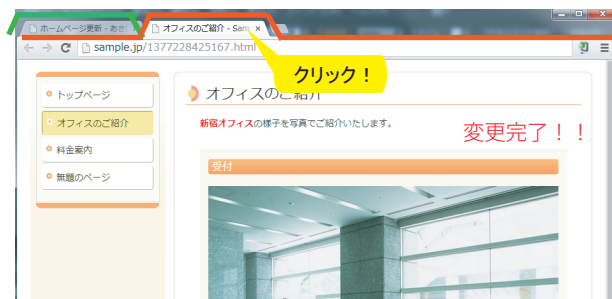 ホームページ更新 - あき
オフィスのご紹介 - Sam
sample.jp/1377228425167.html
クリック！
トップページ
オフィスのご紹介
料金案内
無題のページ
オフィスのご紹介
新宿オフィスの様子を写真でご紹介いたします。
変更完了！！
受付